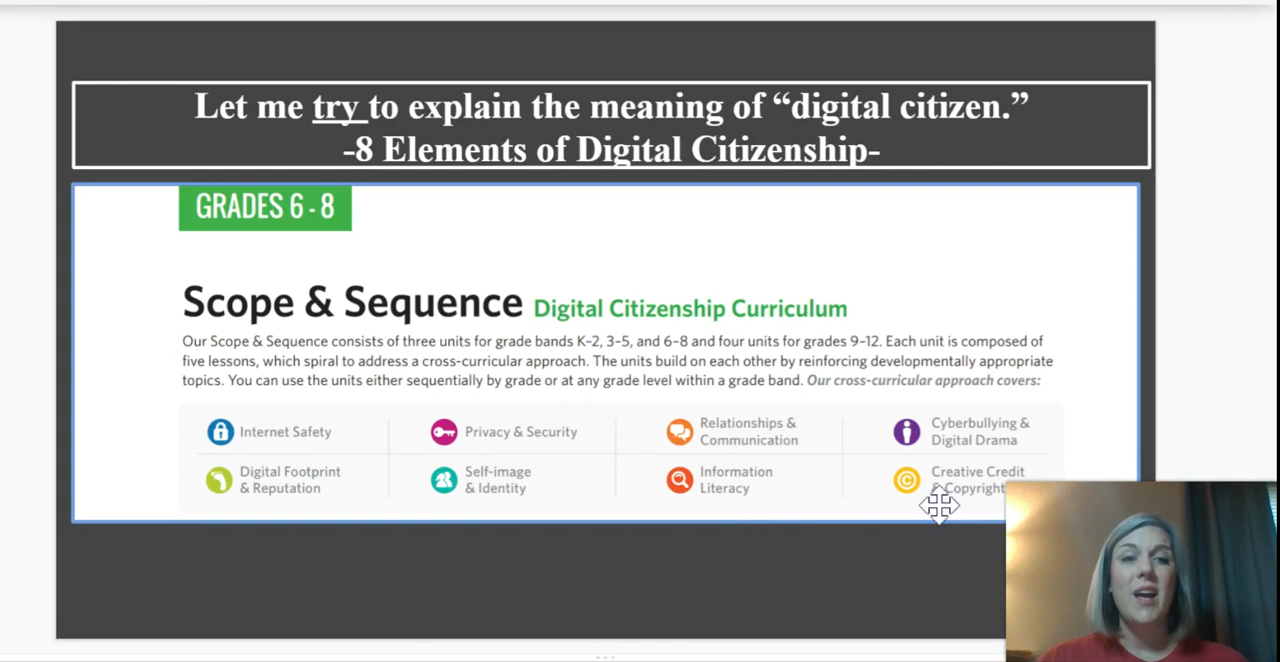 Let me try to explain the meaning of “digital citizen.”
-8 Elements of Digital Citizenship-
GRADES 6 - 8
Scope & Sequence Digital Citizenship Curriculum
Our Scope & Sequence consists of three units for grade bands K–2, 3–5, and 6–8 and four units for grades 9–12. Each unit is composed of
five lessons, which spiral to address a cross-curricular approach. The units build on each other by reinforcing developmentally appropriate
topics. You can use the units either sequentially by grade or at any grade level within a grade band. Our cross-curricular approach covers:
Internet Safety
Privacy & Security
Relationships &
Communication
Cyberbullying &
Digital Drama
Digital Footprint
& Reputation
Self-image
& Identity
Information
Literacy
Creative Credit
& Copyright